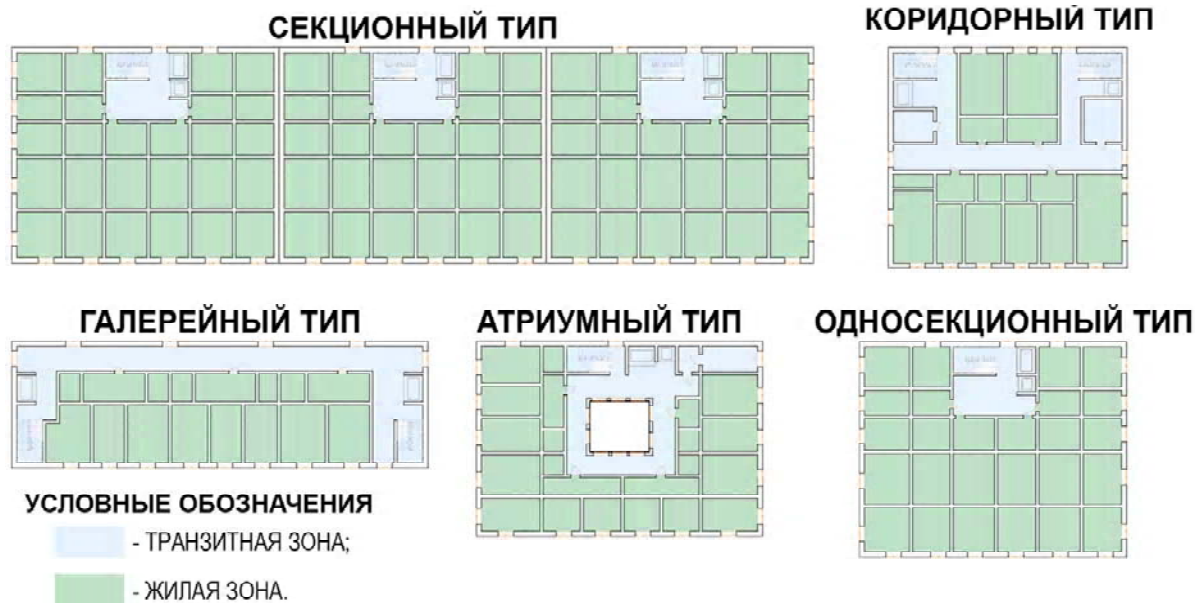 СЕКЦИОННЫЙ ТИП
КОРИДОРНЫЙ ТИП
ГАЛЕРЕЙНЫЙ ТИП
АТРИУМНЫЙ ТИП
ОДНОСЕКЦИОННЫЙ ТИП
УСЛОВНЫЕ ОБОЗНАЧЕНИЯ
- ТРАНЗИТНАЯ ЗОНА;
- ЖИЛАЯ ЗОНА.